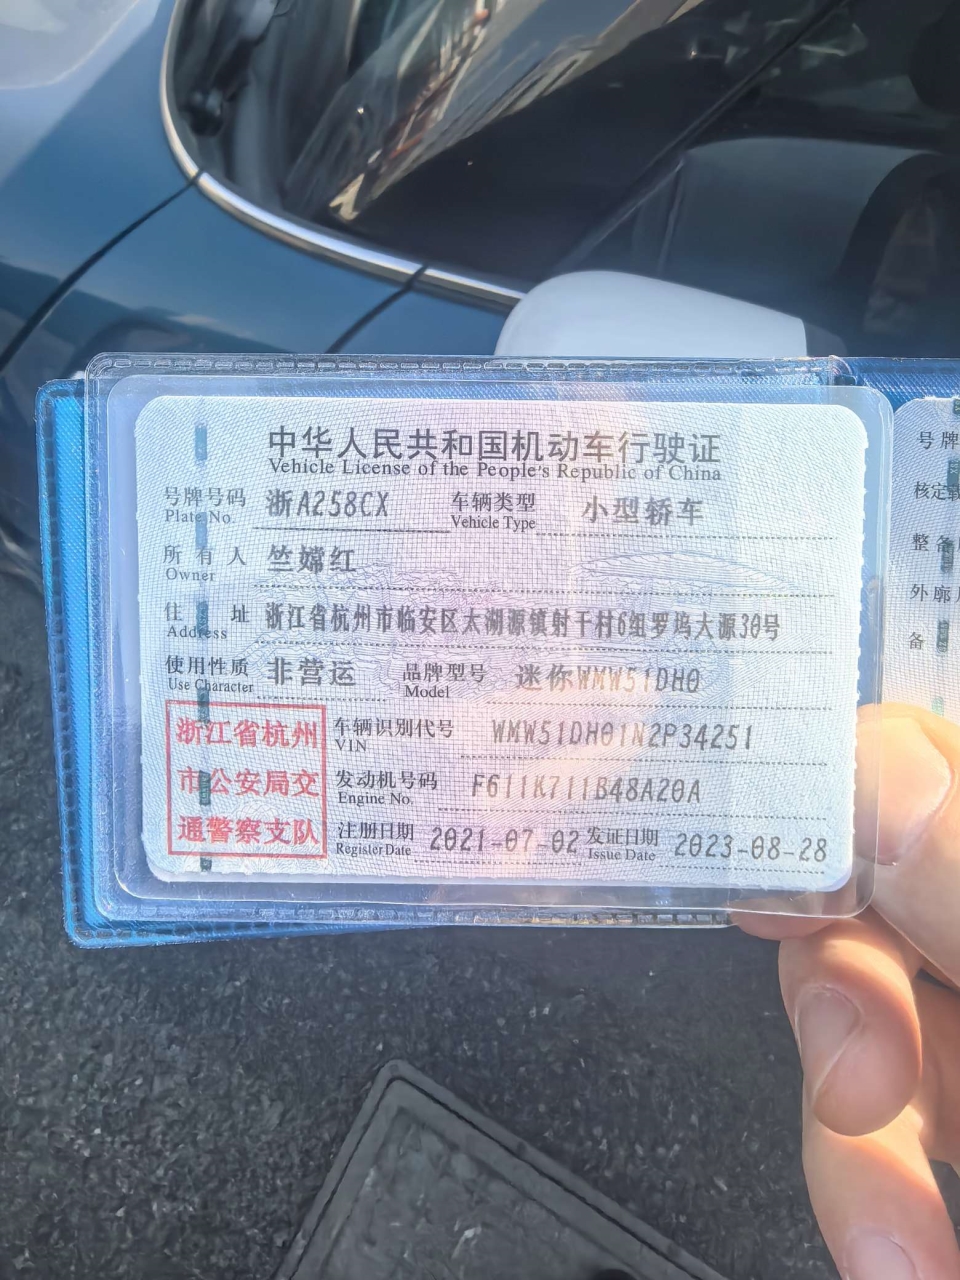 中华人民共和国机动车行驶证
Vehicle License of the People's Republic of China
号牌号码 浙A258CX 车辆类型 小型轿车
Plate No. Vehicle Type
所有人 竺嫦红
Owner
住址 浙江省杭州市临安区太湖源镇射干村6组罗坞大源30号
Address
使用性质 非营运 品牌型号 迷你WMW51DH0
Use Character Model
浙江省杭州
市公安局交
通警察支队
车辆识别代号 WMW51DH01N2P34251
VIN
发动机号码 F611K711B48A20A
Engine No.
注册日期 2021-07-02 发证日期 2023-08-28
Register Date Issue Date
号牌
核定载
整备
外廓
备